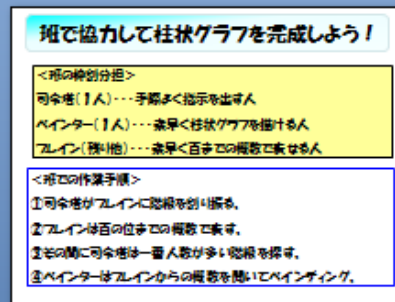 班で協力して柱状グラフを完成しよう！
＜班の役割分担＞
司令塔(１人)･･･手際よく指示を出す人
ペインター(１人)･･･素早く柱状グラフを描ける人
ブレイン(残り他)･･･素早く百までの概数で表せる人
＜班での作業手順＞
①司令塔がブレインに階級を割り振る。
②ブレインは百の位までの概数で表す。
③その間に司令塔は一番人数が多い階級を探す。
④ペインターはブレインからの概数を聞いてペインティング。